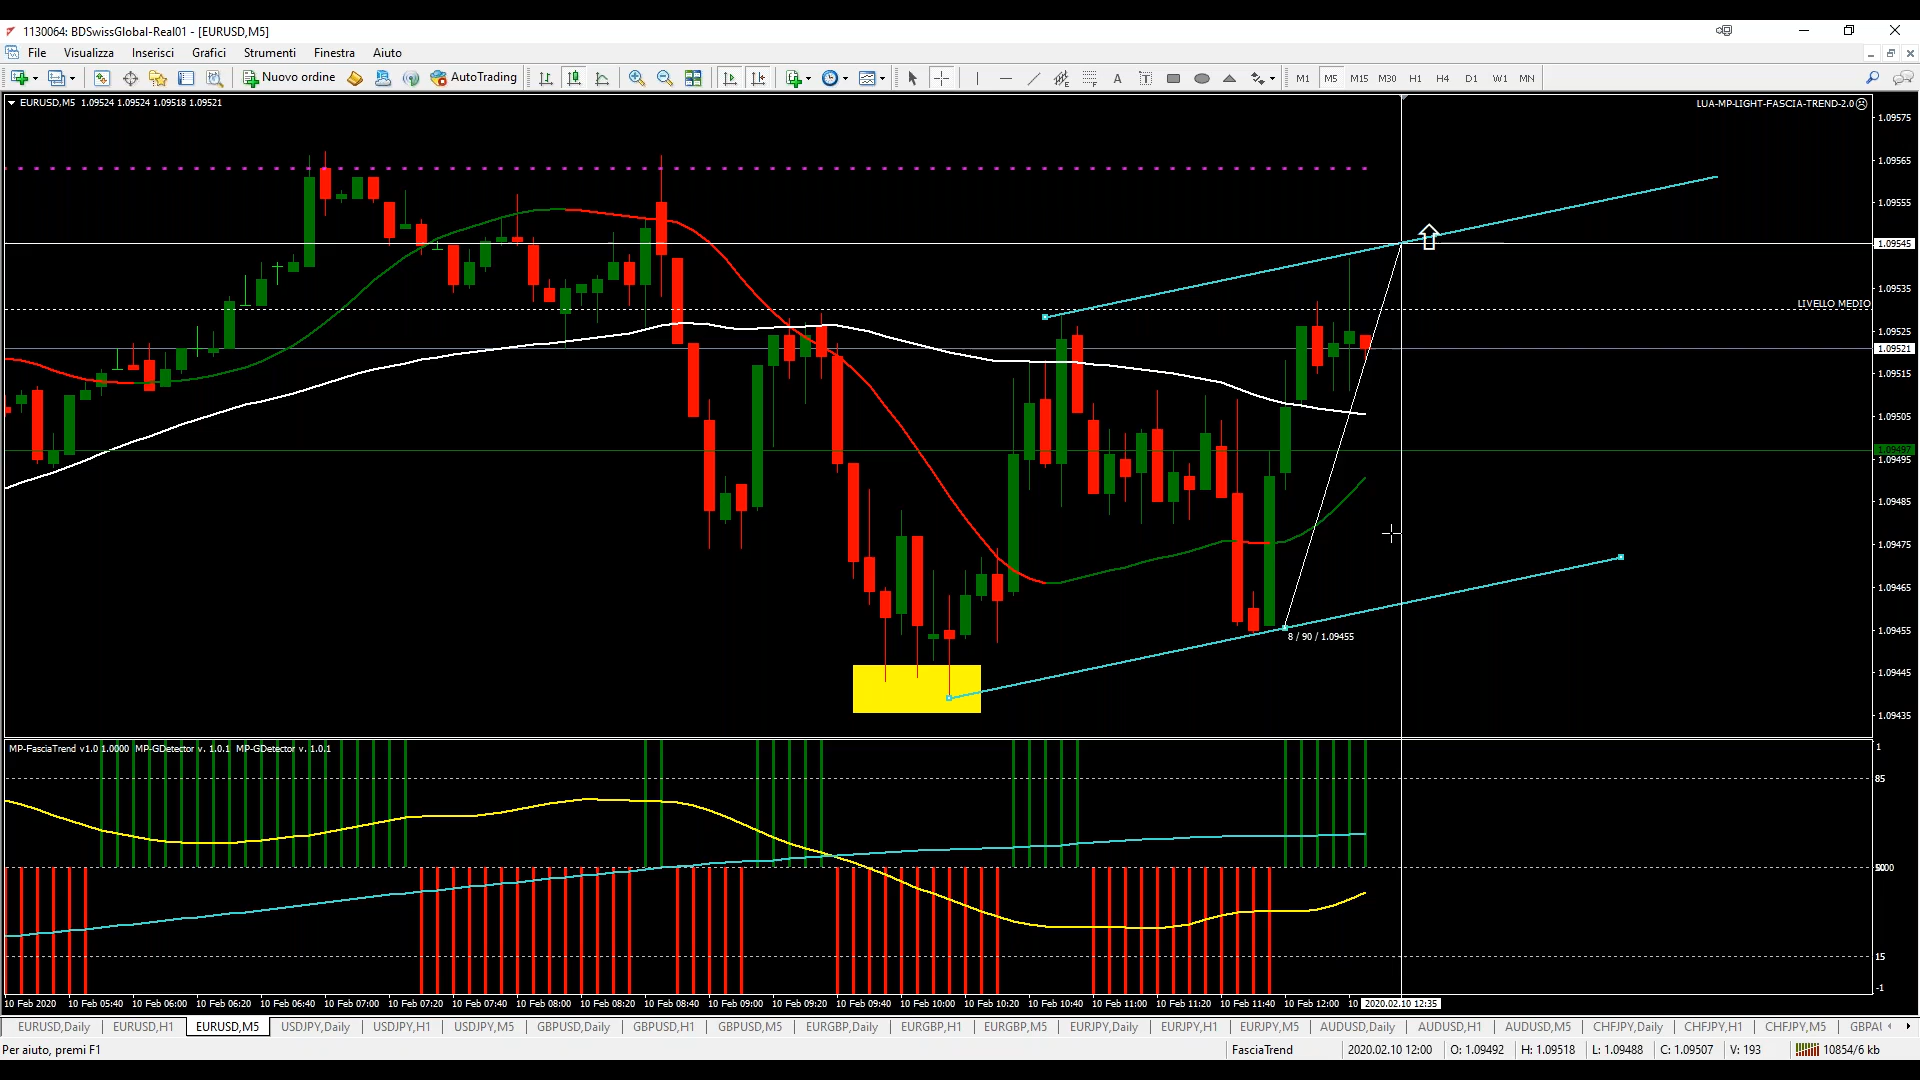 1130064: BDSwissGlobal-Real01 - [EURUSD,M5]
File Visualizza Inserisci Grafici Strumenti Finestra Aiuto
Nuovo ordine AutoTrading A T M1 M5 M15 M30 H1 H4 D1 W1 MN
EURUSD,M5 1.09524 1.09524 1.09518 1.09521
LUA-MP-LIGHT-FASCIA-TREND-2.0
1.09575
1.09565
1.09555
1.09545
1.09535
LIVELLO MEDIO
1.09525
1.09521
1.09515
1.09505
1.09497
1.09495
1.09485
1.09475
1.09465
1.09455
8 / 90 / 1.09455
1.09445
1.09435
MP-FasciaTrend v1.0 1.0000 MP-GDetector v. 1.0.1 MP-GDetector v. 1.0.1
1
85
15
-1
10 Feb 2020 10 Feb 05:40 10 Feb 06:00 10 Feb 06:20 10 Feb 06:40 10 Feb 07:00 10 Feb 07:20 10 Feb 07:40 10 Feb 08:00 10 Feb 08:20 10 Feb 08:40 10 Feb 09:00 10 Feb 09:20 10 Feb 09:40 10 Feb 10:00 10 Feb 10:20 10 Feb 10:40 10 Feb 11:00 10 Feb 11:20 10 Feb 11:40 10 Feb 12:00 10 2020.02.10 12:35
EURUSD,Daily EURUSD,H1 EURUSD,M5 USDJPY,Daily USDJPY,H1 USDJPY,M5 GBPUSD,Daily GBPUSD,H1 GBPUSD,M5 EURGBP,Daily EURGBP,H1 EURGBP,M5 EURJPY,Daily EURJPY,H1 EURJPY,M5 AUDUSD,Daily AUDUSD,H1 AUDUSD,M5 CHFJPY,Daily CHFJPY,H1 CHFJPY,M5 GBPAU
Per aiuto, premi F1 FasciaTrend 2020.02.10 12:00 O: 1.09492 H: 1.09518 L: 1.09488 C: 1.09507 V: 193 10854/6 kb